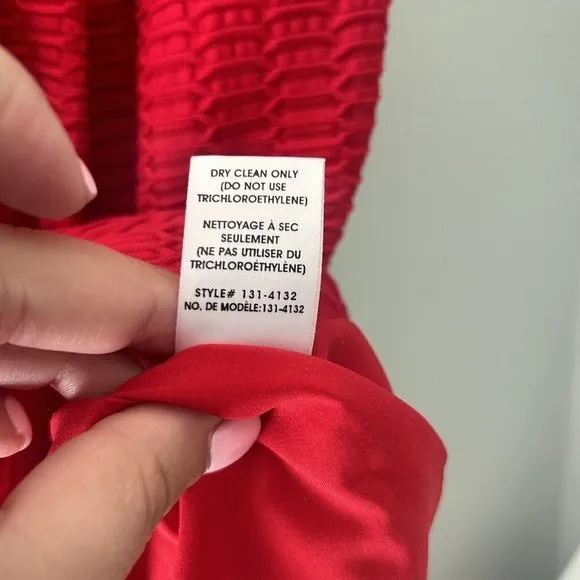 DRY CLEAN ONLY
(DO NOT USE
TRICHLOROETHYLENE)
NETTOYAGE À SEC
SEULEMENT
(NE PAS UTILISER DU
TRICHLOROÉTHYLÈNE)
STYLE# 131-4132
NO. DE MODÈLE:131-4132